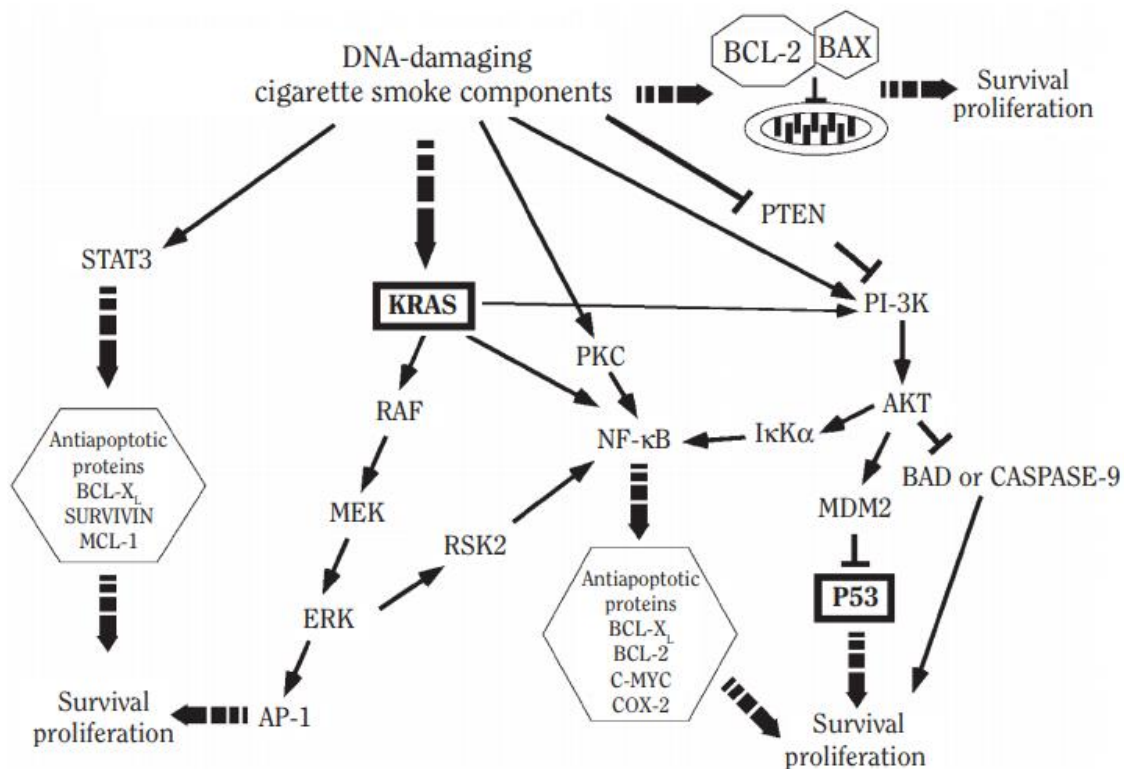 DNA-damaging
cigarette smoke components
BCL-2
BAX
Survival
proliferation
PTEN
STAT3
KRAS
PI-3K
PKC
RAF
AKT
NF-κB
IκKα
Antiapoptotic
proteins
BCL-X_L
SURVIVIN
MCL-1
BAD or CASPASE-9
MEK
MDM2
RSK2
Antiapoptotic
proteins
BCL-X_L
BCL-2
C-MYC
COX-2
P53
ERK
Survival
proliferation
AP-1
Survival
proliferation